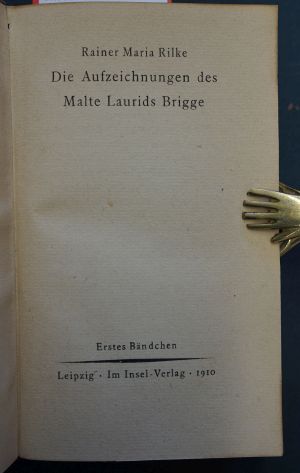 Rainer Maria Rilke
Die Aufzeichnungen des
Malte Laurids Brigge
Erstes Bändchen
Leipzig · Im Insel-Verlag · 1910